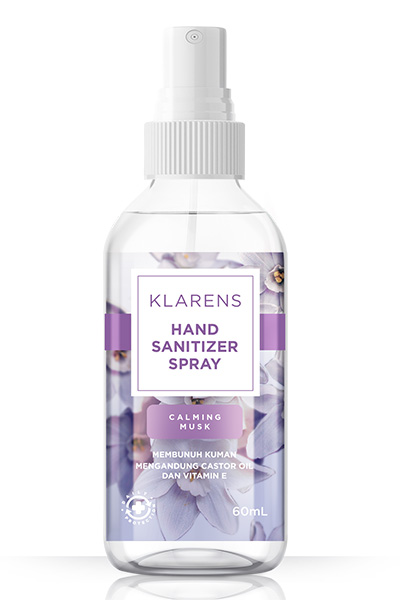 KLARENS
HAND
SANITIZER
SPRAY
CALMING
MUSK
MEMBUNUH KUMAN
MENGANDUNG CASTOR OIL
DAN VITAMIN E
60mL